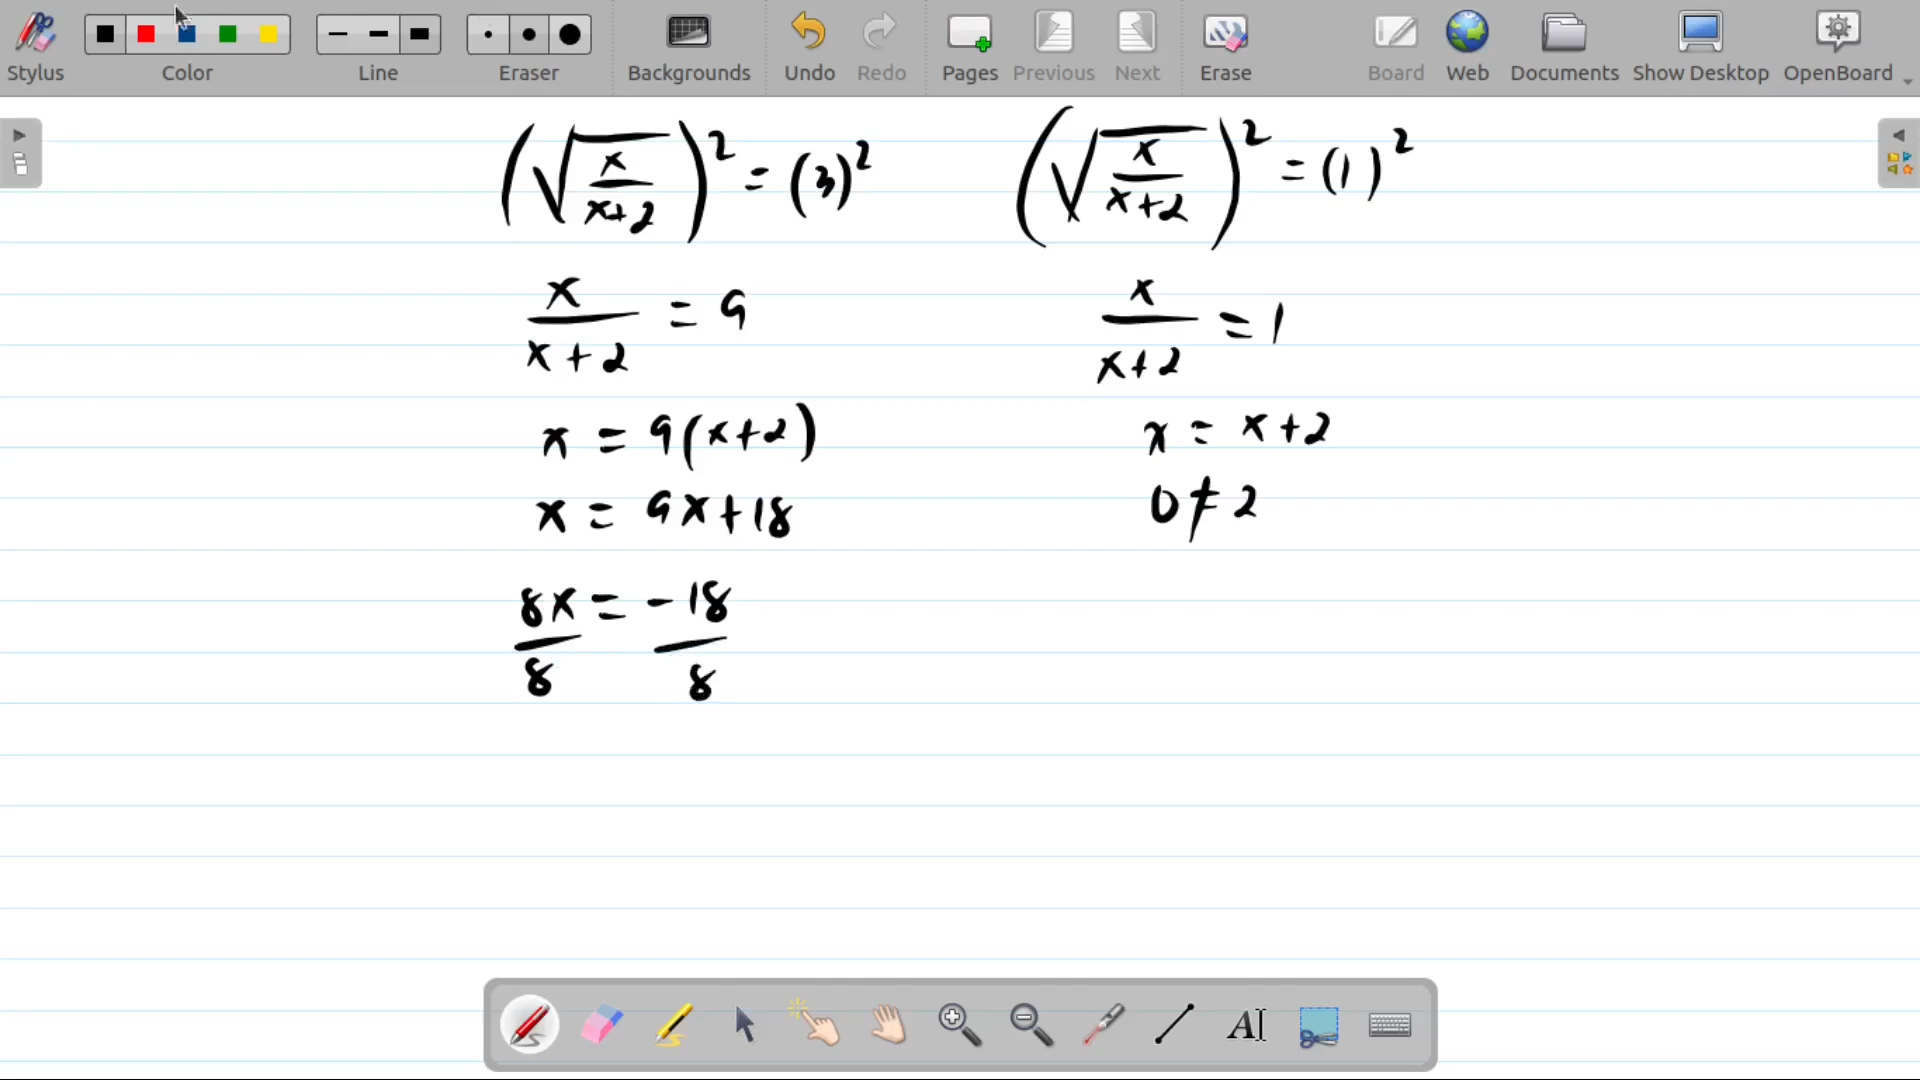 Stylus Color Line Eraser Backgrounds Undo Redo Pages Previous Next Erase Board Web Documents Show Desktop OpenBoard
(√(x/(x+2)))² = (3)²
x/(x+2) = 9
x = 9(x+2)
x = 9x+18
8x/8 = -18/8
(√(x/(x+2)))² = (1)²
x/(x+2) = 1
x = x+2
0 ≠ 2
AI